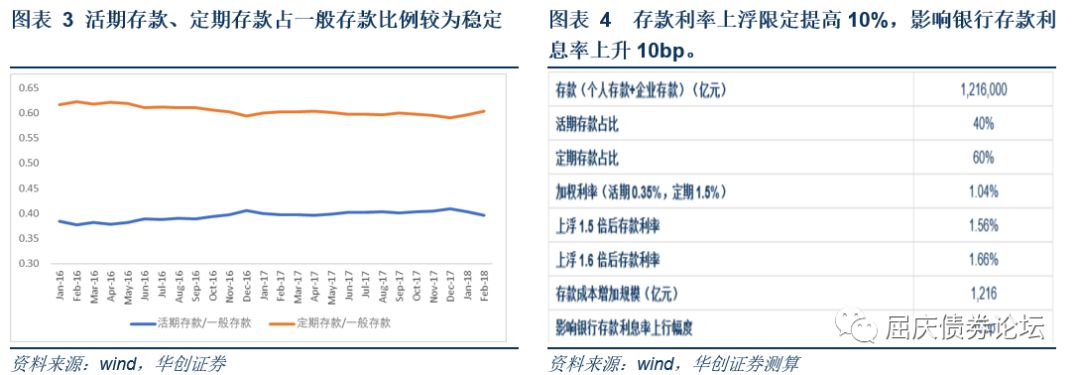 图表 3 活期存款、定期存款占一般存款比例较为稳定
0.65
0.60
0.55
0.50
0.45
0.40
0.35
0.30
Jan-16
Feb-16
Mar-16
Apr-16
May-16
Jun-16
Jul-16
Aug-16
Sep-16
Oct-16
Nov-16
Dec-16
Jan-17
Feb-17
Mar-17
Apr-17
May-17
Jun-17
Jul-17
Aug-17
Sep-17
Oct-17
Nov-17
Dec-17
Jan-18
Feb-18
活期存款/一般存款 定期存款/一般存款
资料来源：wind，华创证券
图表 4 存款利率上浮限定提高 10%，影响银行存款利
息率上升 10bp。
存款（个人存款+企业存款）（亿元） 1,216,000
活期存款占比 40%
定期存款占比 60%
加权利率（活期0.35%，定期1.5%） 1.04%
上浮1.5倍后存款利率 1.56%
上浮1.6倍后存款利率 1.66%
存款成本增加规模（亿元） 1,216
影响银行存款利息率上行幅度
屈庆债券论坛
资料来源：wind，华创证券测算